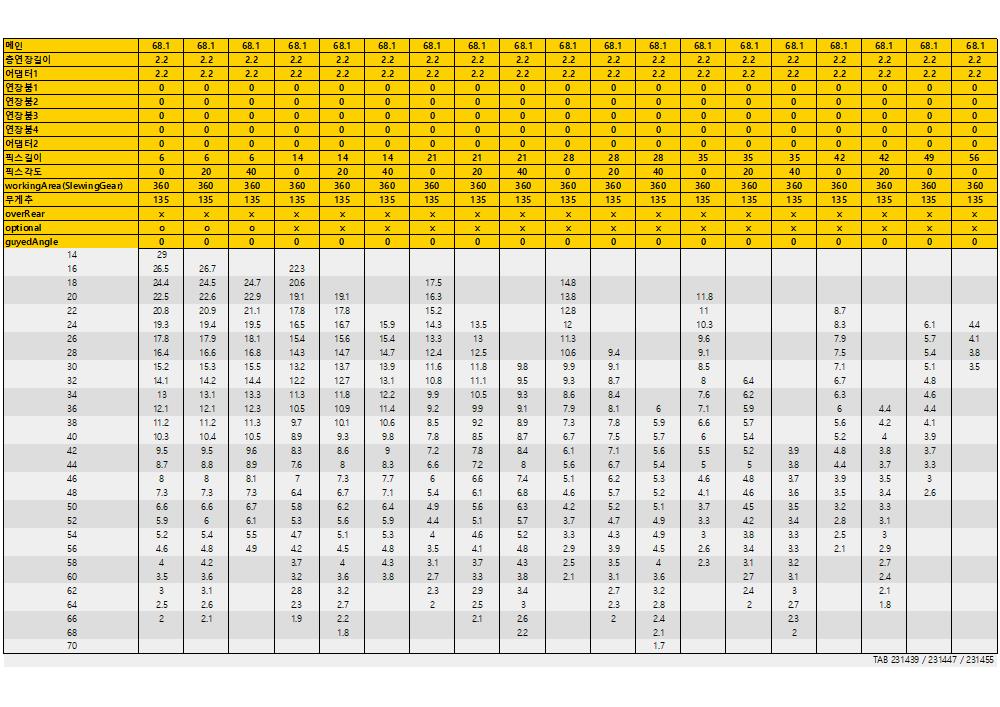 메인 68.1 68.1 68.1 68.1 68.1 68.1 68.1 68.1 68.1 68.1 68.1 68.1 68.1 68.1 68.1 68.1 68.1 68.1 68.1
총연장길이 2.2 2.2 2.2 2.2 2.2 2.2 2.2 2.2 2.2 2.2 2.2 2.2 2.2 2.2 2.2 2.2 2.2 2.2 2.2
어댑터1 2.2 2.2 2.2 2.2 2.2 2.2 2.2 2.2 2.2 2.2 2.2 2.2 2.2 2.2 2.2 2.2 2.2 2.2 2.2
연장붐1 0 0 0 0 0 0 0 0 0 0 0 0 0 0 0 0 0 0 0
연장붐2 0 0 0 0 0 0 0 0 0 0 0 0 0 0 0 0 0 0 0
연장붐3 0 0 0 0 0 0 0 0 0 0 0 0 0 0 0 0 0 0 0
연장붐4 0 0 0 0 0 0 0 0 0 0 0 0 0 0 0 0 0 0 0
어댑터2 0 0 0 0 0 0 0 0 0 0 0 0 0 0 0 0 0 0 0
픽스길이 6 6 6 14 14 14 21 21 21 28 28 28 35 35 35 42 42 49 56
픽스각도 0 20 40 0 20 40 0 20 40 0 20 40 0 20 40 0 20 0 0
workingArea(SlewingGear) 360 360 360 360 360 360 360 360 360 360 360 360 360 360 360 360 360 360 360
무게추 135 135 135 135 135 135 135 135 135 135 135 135 135 135 135 135 135 135 135
overRear x x x x x x x x x x x x x x x x x x x
optional o o o x x x x x x x x x x x x x x x x
guyedAngle 0 0 0 0 0 0 0 0 0 0 0 0 0 0 0 0 0 0 0
14 29
16 26.5 26.7 22.3
18 24.4 24.5 24.7 20.6 17.5 14.8
20 22.5 22.6 22.9 19.1 19.1 16.3 13.8 11.8
22 20.8 20.9 21.1 17.8 17.8 15.2 12.8 11 8.7
24 19.3 19.4 19.5 16.5 16.7 15.9 14.3 13.5 12 10.3 8.3 6.1 4.4
26 17.8 17.9 18.1 15.4 15.6 15.4 13.3 13 11.3 9.6 7.9 5.7 4.1
28 16.4 16.6 16.8 14.3 14.7 14.7 12.4 12.5 10.6 9.4 9.1 7.5 5.4 3.8
30 15.2 15.3 15.5 13.2 13.7 13.9 11.6 11.8 9.8 9.9 9.1 8.5 7.1 5.1 3.5
32 14.1 14.2 14.4 12.2 12.7 13.1 10.8 11.1 9.5 9.3 8.7 8 6.4 6.7 4.8
34 13 13.1 13.3 11.3 11.8 12.2 9.9 10.5 9.3 8.6 8.4 7.6 6.2 6.3 4.6
36 12.1 12.1 12.3 10.5 10.9 11.4 9.2 9.9 9.1 7.9 8.1 6 7.1 5.9 6 4.4 4.4
38 11.2 11.2 11.3 9.7 10.1 10.6 8.5 9.2 8.9 7.3 7.8 5.9 6.6 5.7 5.6 4.2 4.1
40 10.3 10.4 10.5 8.9 9.3 9.8 7.8 8.5 8.7 6.7 7.5 5.7 6 5.4 5.2 4 3.9
42 9.5 9.5 9.6 8.3 8.6 9 7.2 7.8 8.4 6.1 7.1 5.6 5.5 5.2 3.9 4.8 3.8 3.7
44 8.7 8.8 8.9 7.6 8 8.3 6.6 7.2 8 5.6 6.7 5.4 5 5 3.8 4.4 3.7 3.3
46 8 8 8.1 7 7.3 7.7 6 6.6 7.4 5.1 6.2 5.3 4.6 4.8 3.7 3.9 3.5 3
48 7.3 7.3 7.3 6.4 6.7 7.1 5.4 6.1 6.8 4.6 5.7 5.2 4.1 4.6 3.6 3.5 3.4 2.6
50 6.6 6.6 6.7 5.8 6.2 6.4 4.9 5.6 6.3 4.2 5.2 5.1 3.7 4.5 3.5 3.2 3.3
52 5.9 6 6.1 5.3 5.6 5.9 4.4 5.1 5.7 3.7 4.7 4.9 3.3 4.2 3.4 2.8 3.1
54 5.2 5.4 5.5 4.7 5.1 5.3 4 4.6 5.2 3.3 4.3 4.9 3 3.8 3.3 2.5 3
56 4.6 4.8 4.9 4.2 4.5 4.8 3.5 4.1 4.8 2.9 3.9 4.5 2.6 3.4 3.3 2.1 2.9
58 4 4.2 3.7 4 4.3 3.1 3.7 4.3 2.5 3.5 4 2.3 3.1 3.2 2.7
60 3.5 3.6 3.2 3.6 3.8 2.7 3.3 3.8 2.1 3.1 3.6 2.7 3.1 2.4
62 3 3.1 2.8 3.2 2.3 2.9 3.4 2.7 3.2 2.4 3 2.1
64 2.5 2.6 2.3 2.7 2 2.5 3 2.3 2.8 2 2.7 1.8
66 2 2.1 1.9 2.2 2.1 2.6 2 2.4 2.3
68 1.8 2.2 2.1 2
70 1.7
TAB 231439 / 231447 / 231455